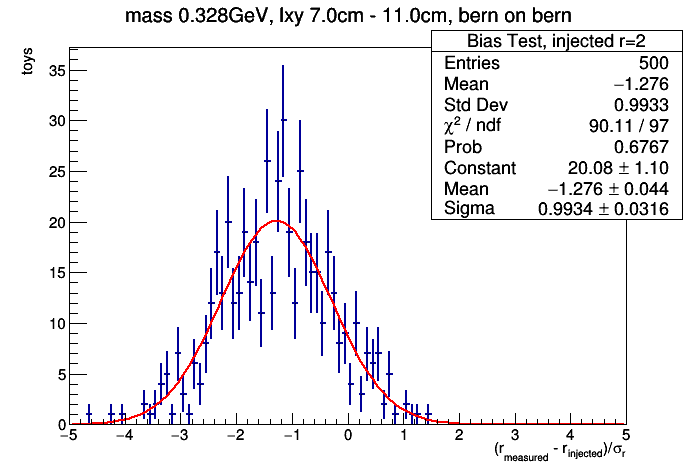 mass 0.328GeV, lxy 7.0cm - 11.0cm, bern on bern
Bias Test, injected r=2
Entries 500
Mean −1.276
Std Dev 0.9933
χ² / ndf 90.11 / 97
Prob 0.6767
Constant 20.08 ± 1.10
Mean −1.276 ± 0.044
Sigma 0.9934 ± 0.0316
toys
35
30
25
20
15
10
5
0
−5 −4 −3 −2 −1 0 1 2 3 4 5
(r_measured - r_injected)/σ_r